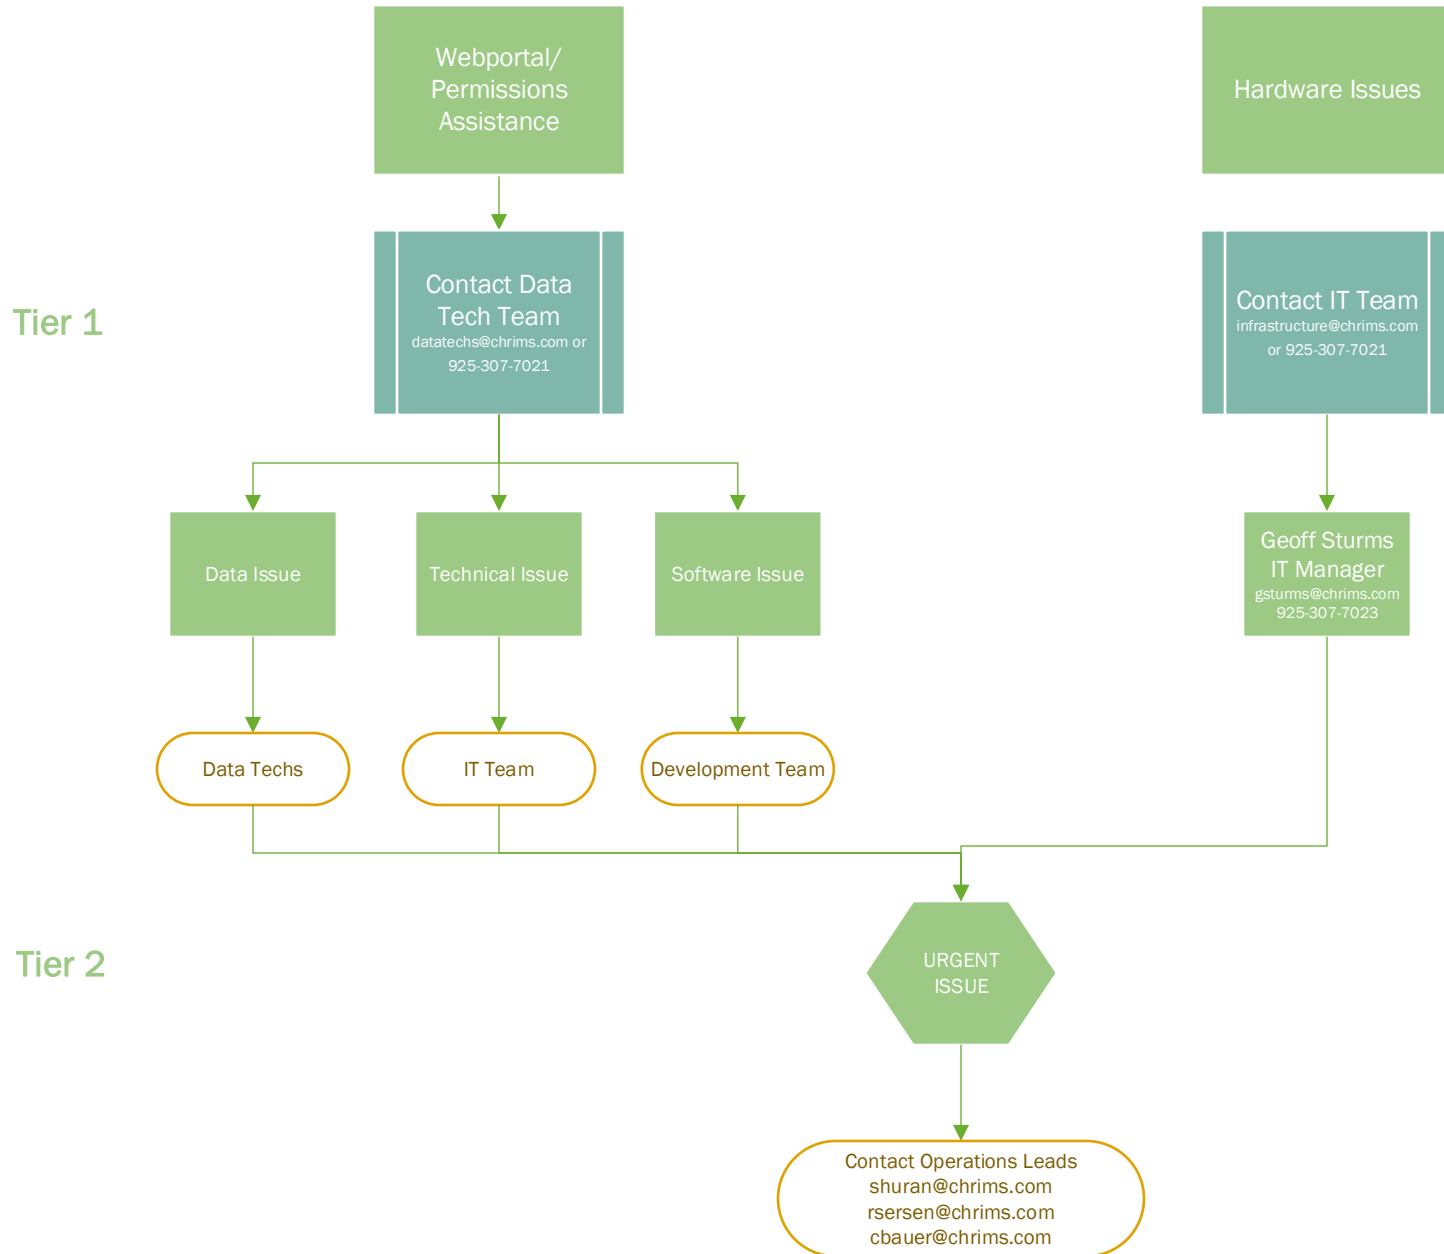 Webportal/
Permissions
Assistance
Hardware Issues
Tier 1
Contact Data
Tech Team
datatechs@chrims.com or
925-307-7021
Contact IT Team
infrastructure@chrims.com
or 925-307-7021
Data Issue
Technical Issue
Software Issue
Geoff Sturms
IT Manager
gsturms@chrims.com
925-307-7023
Data Techs
IT Team
Development Team
Tier 2
URGENT
ISSUE
Contact Operations Leads
shuran@chrims.com
rsersen@chrims.com
cbauer@chrims.com